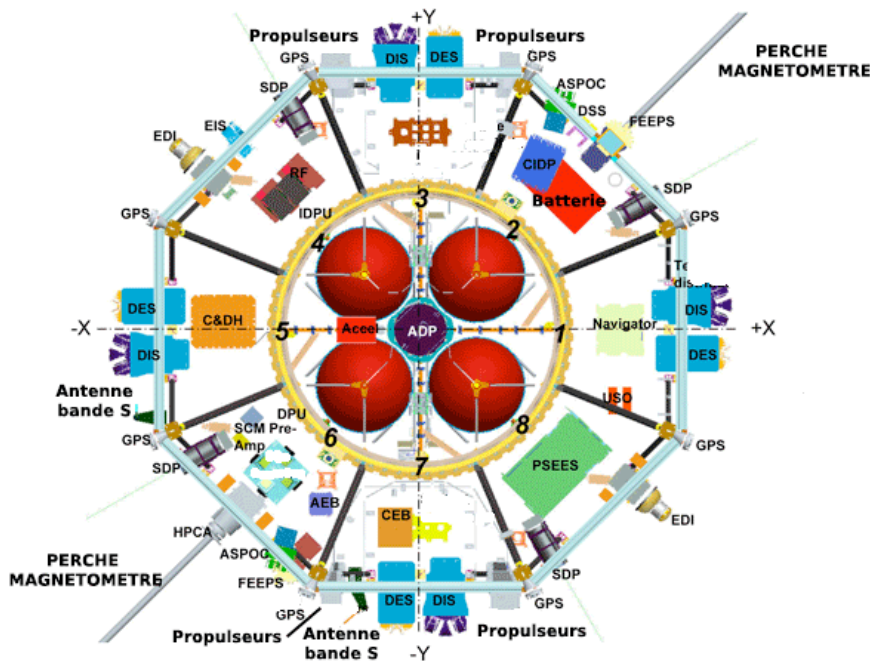 +Y
Propulseurs
Propulseurs
GPS
DIS
DES
GPS
PERCHE
MAGNETOMETRE
SDP
ASPOC
DSS
FEEPS
EDI
EIS
RF
CIDP
Batterie
SDP
IDPU
GPS
GPS
3
2
4
DES
C&DH
DIS
-X
5
Accel
ADP
1
Navigator
DIS
+X
DES
Antenne
bande S
USO
GPS
SDP
DPU
SCM Pre-
Amp
6
8
7
GPS
PSEES
AEB
CEB
HPCA
EDI
ASPOC
FEEPS
SDP
PERCHE
MAGNETOMETRE
GPS
DES
DIS
GPS
Propulseurs
Antenne
bande S
Propulseurs
-Y